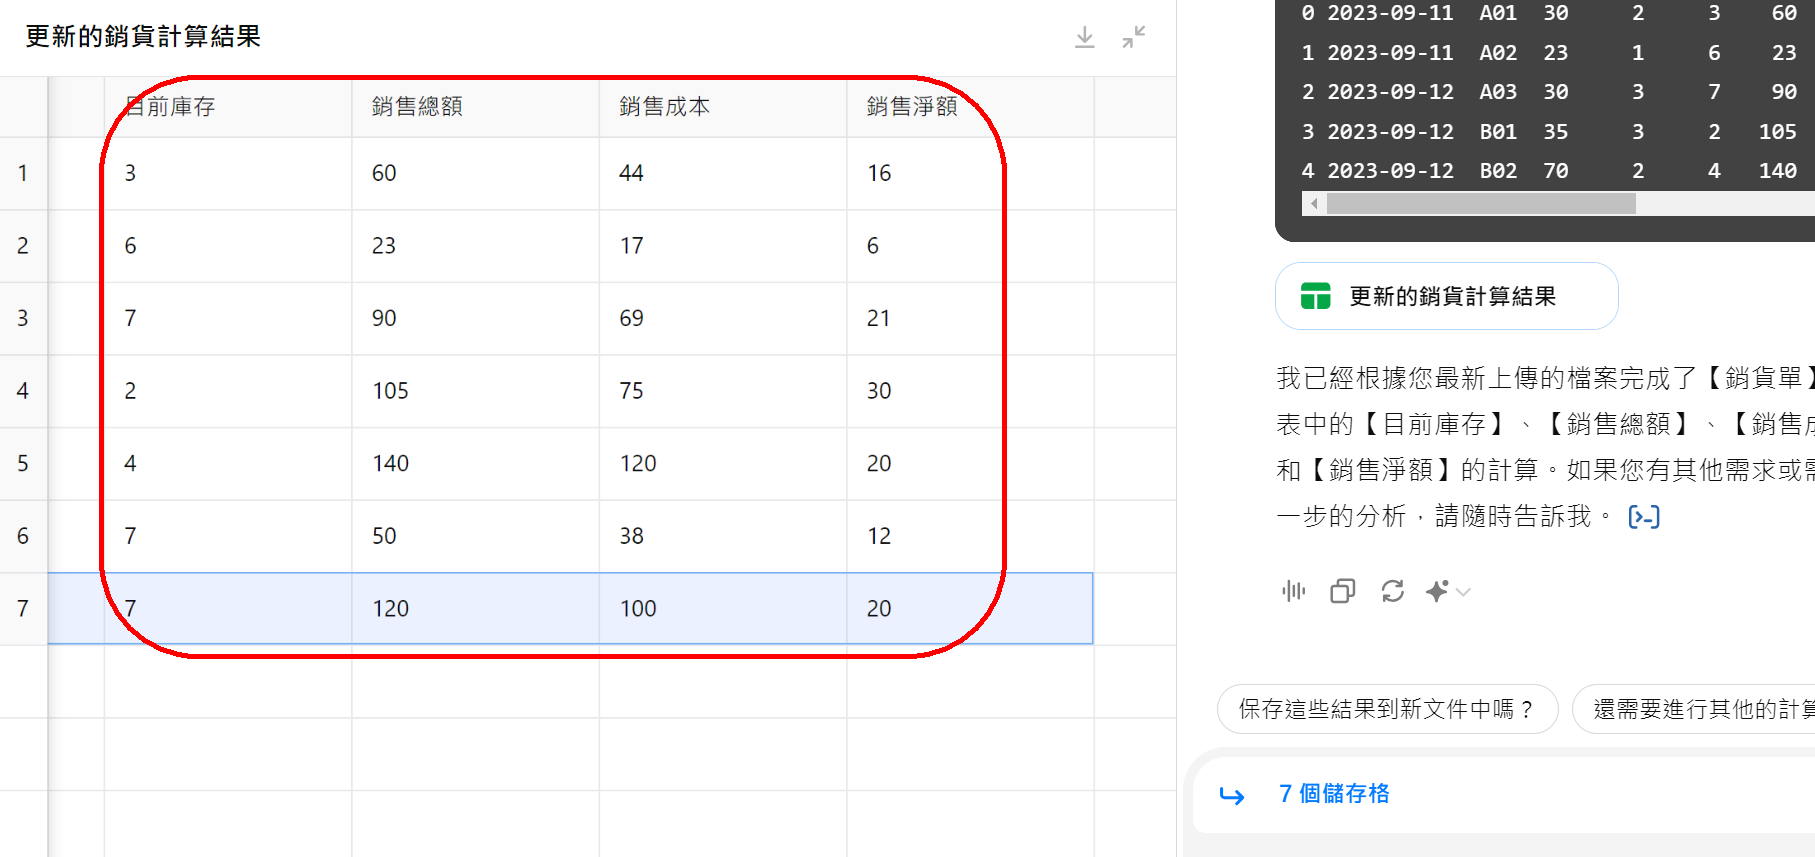 更新的銷貨計算結果
目前庫存 銷售總額 銷售成本 銷售淨額
1 3 60 44 16
2 6 23 17 6
3 7 90 69 21
4 2 105 75 30
5 4 140 120 20
6 7 50 38 12
7 7 120 100 20
0 2023-09-11 A01 30 2 3 60
1 2023-09-11 A02 23 1 6 23
2 2023-09-12 A03 30 3 7 90
3 2023-09-12 B01 35 3 2 105
4 2023-09-12 B02 70 2 4 140
更新的銷貨計算結果
我已經根據您最新上傳的檔案完成了【銷貨單】
表中的【目前庫存】、【銷售總額】、【銷售成
和【銷售淨額】的計算。如果您有其他需求或需
一步的分析，請隨時告訴我。
保存這些結果到新文件中嗎？
還需要進行其他的計算
7 個儲存格